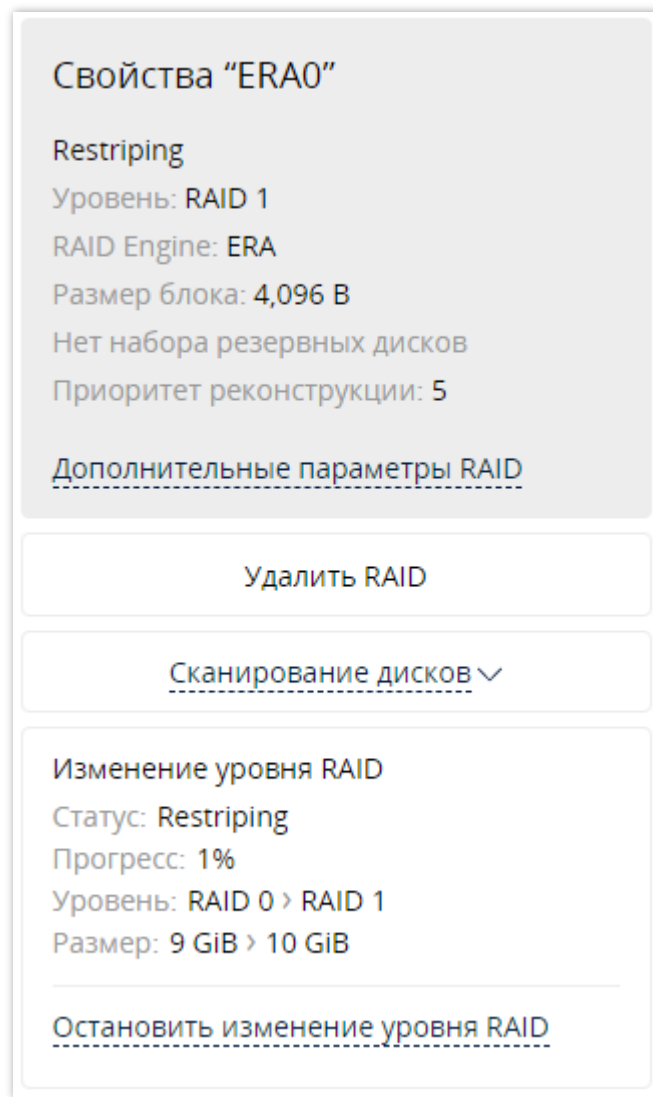 Свойства “ERA0”
Restriping
Уровень: RAID 1
RAID Engine: ERA
Размер блока: 4,096 B
Нет набора резервных дисков
Приоритет реконструкции: 5
Дополнительные параметры RAID
Удалить RAID
Сканирование дисков
Изменение уровня RAID
Статус: Restriping
Прогресс: 1%
Уровень: RAID 0 › RAID 1
Размер: 9 GiB › 10 GiB
Остановить изменение уровня RAID